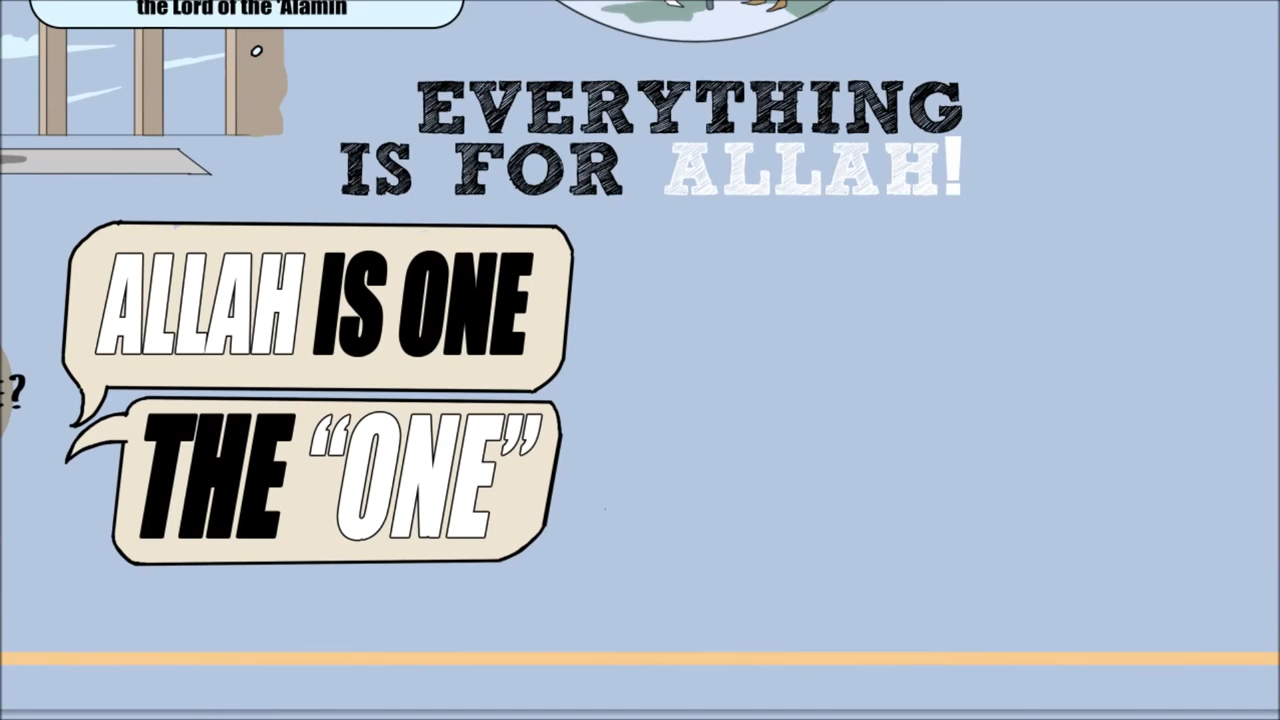 the Lord of the 'Alamin
EVERYTHING
IS FOR ALLAH!
ALLAH IS ONE
?
THE “ONE”